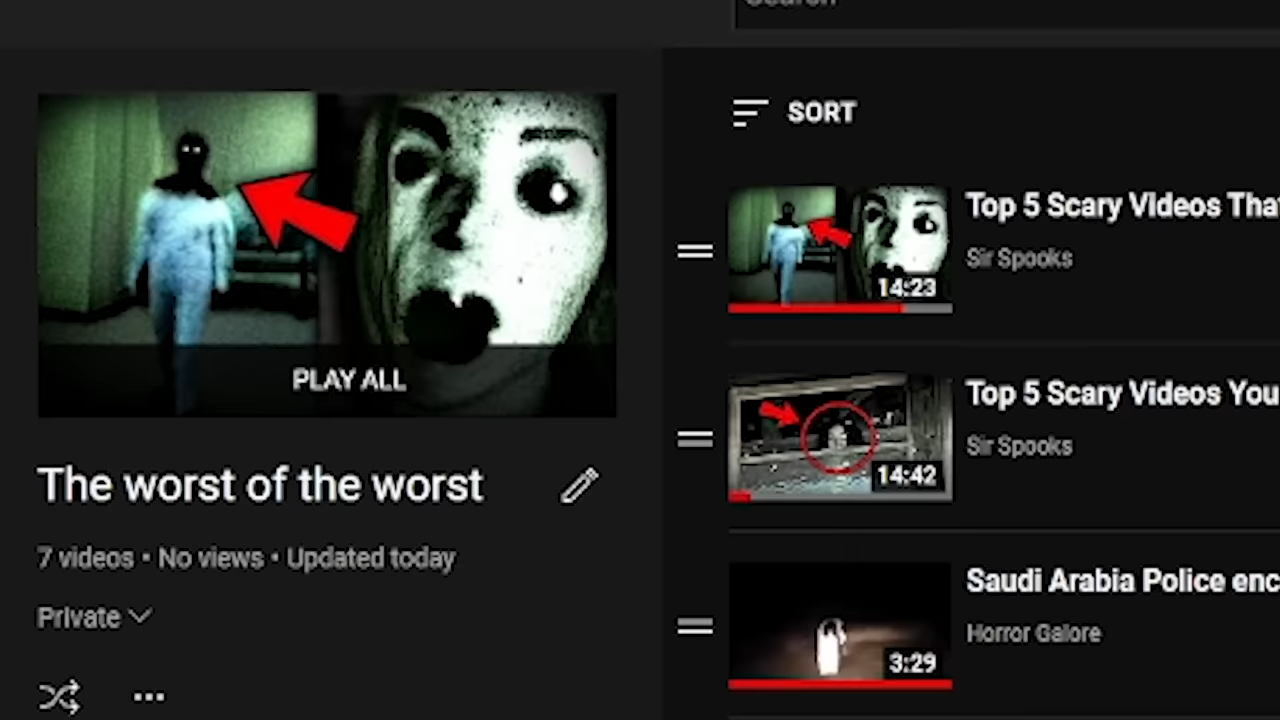 Search
PLAY ALL
The worst of the worst
7 videos • No views • Updated today
Private
SORT
Top 5 Scary Videos Tha
Sir Spooks
14:23
Top 5 Scary Videos You
Sir Spooks
14:42
Saudi Arabia Police enc
Horror Galore
3:29